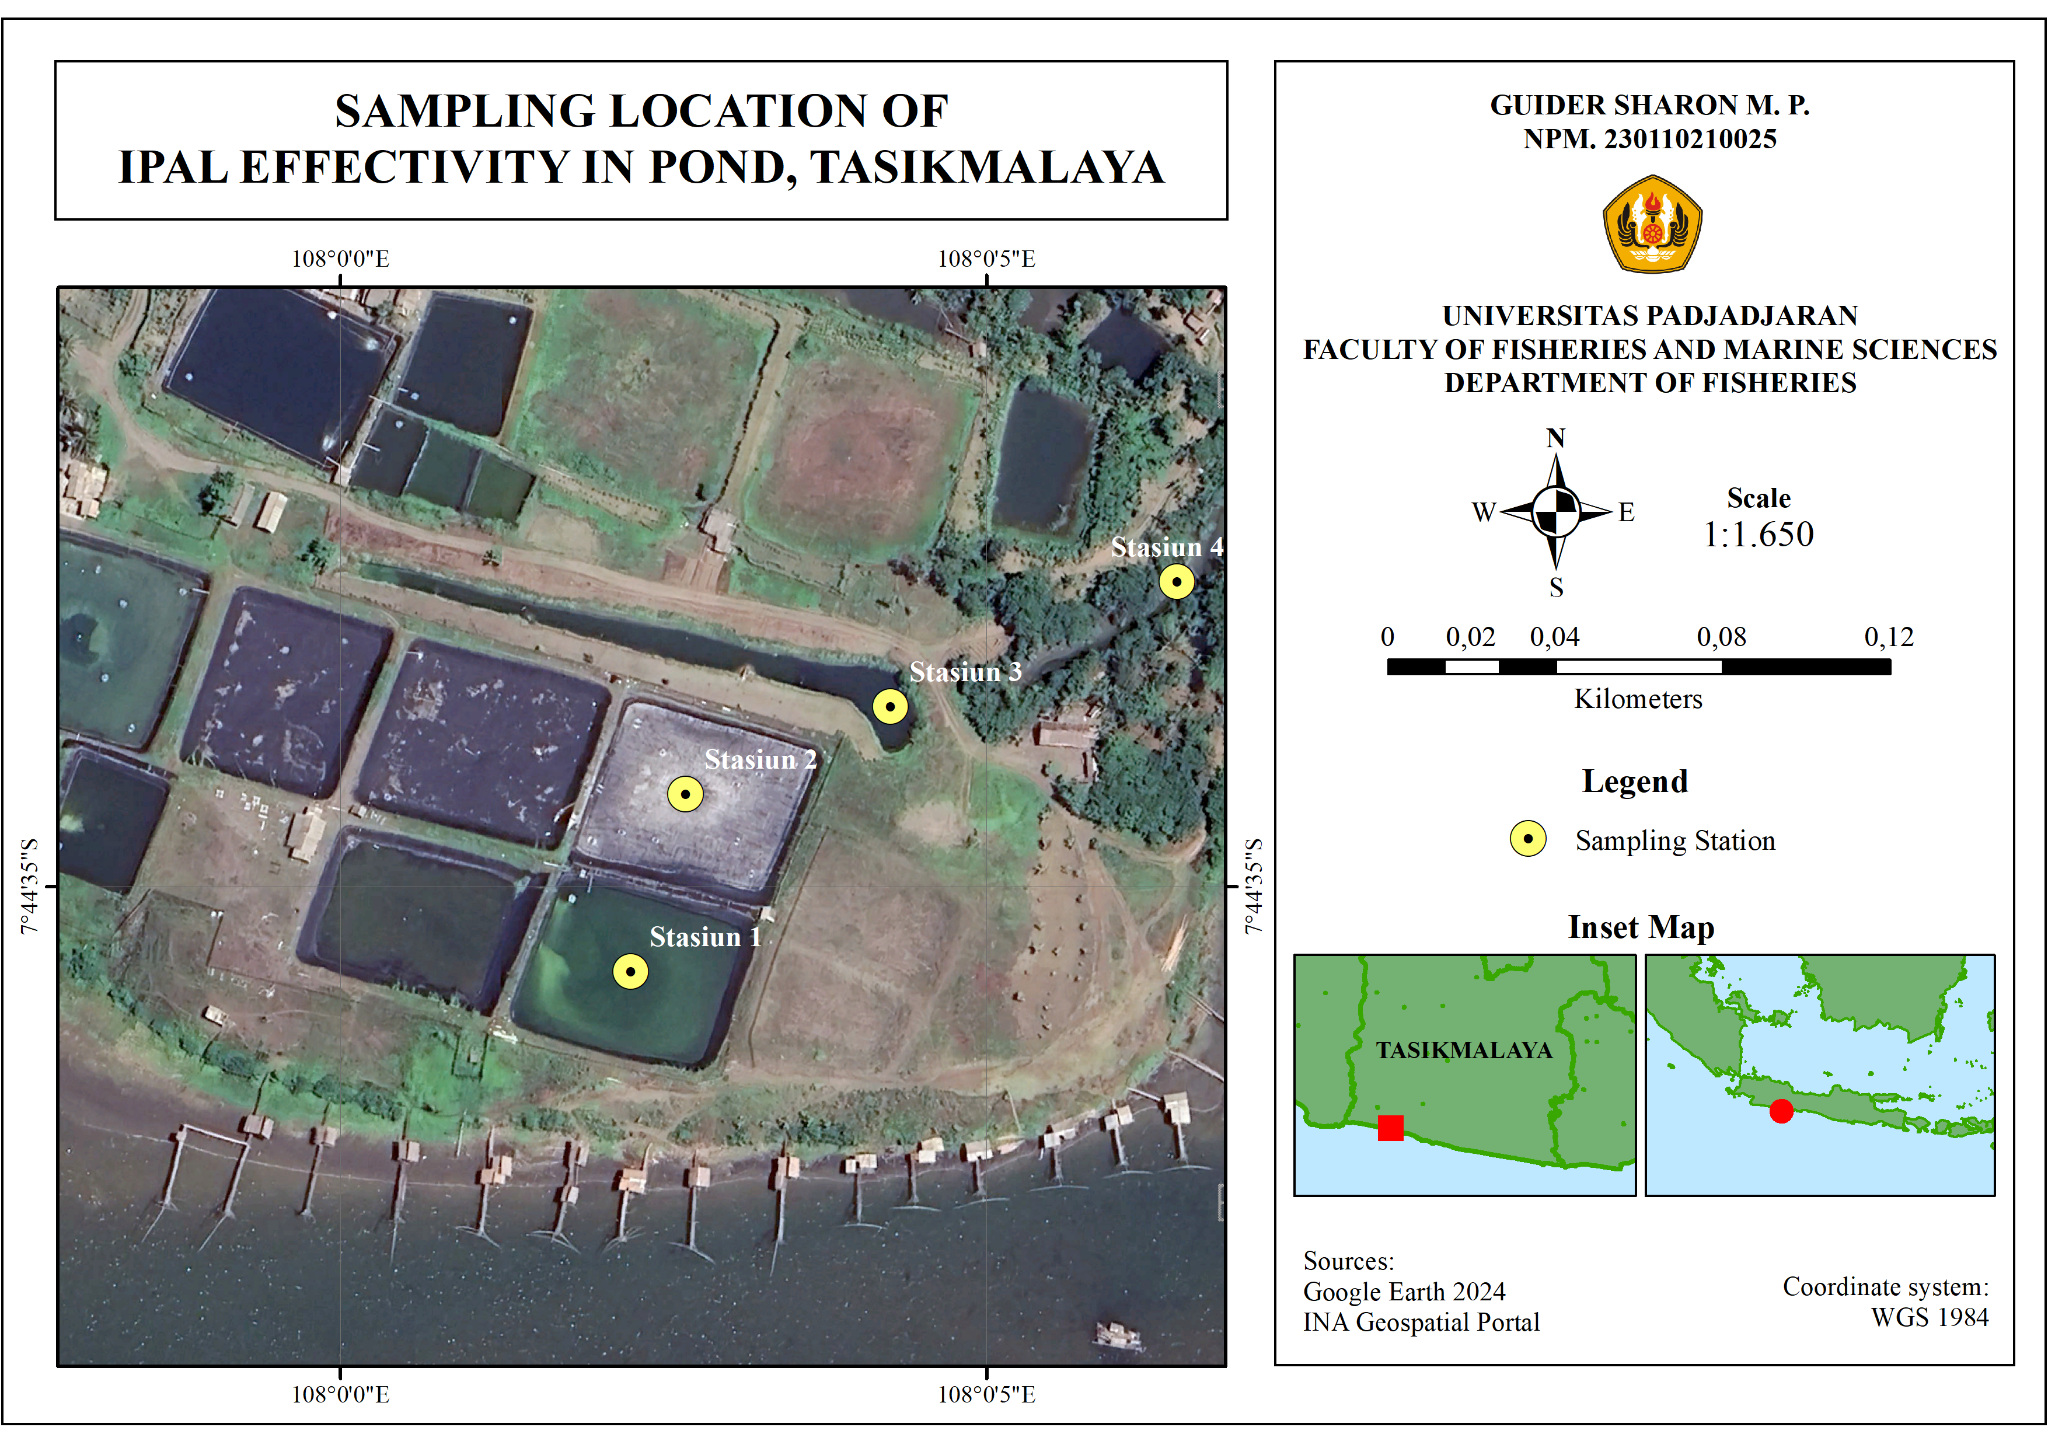 SAMPLING LOCATION OF
IPAL EFFECTIVITY IN POND, TASIKMALAYA
108°0'0"E
108°0'5"E
Stasiun 4
Stasiun 3
Stasiun 2
Stasiun 1
7°44'35"S
7°44'35"S
108°0'0"E
108°0'5"E
GUIDER SHARON M. P.
NPM. 230110210025
UNIVERSITAS PADJADJARAN
FACULTY OF FISHERIES AND MARINE SCIENCES
DEPARTMENT OF FISHERIES
N
W
E
S
Scale
1:1.650
0 0,02 0,04 0,08 0,12
Kilometers
Legend
Sampling Station
Inset Map
TASIKMALAYA
Sources:
Google Earth 2024
INA Geospatial Portal
Coordinate system:
WGS 1984